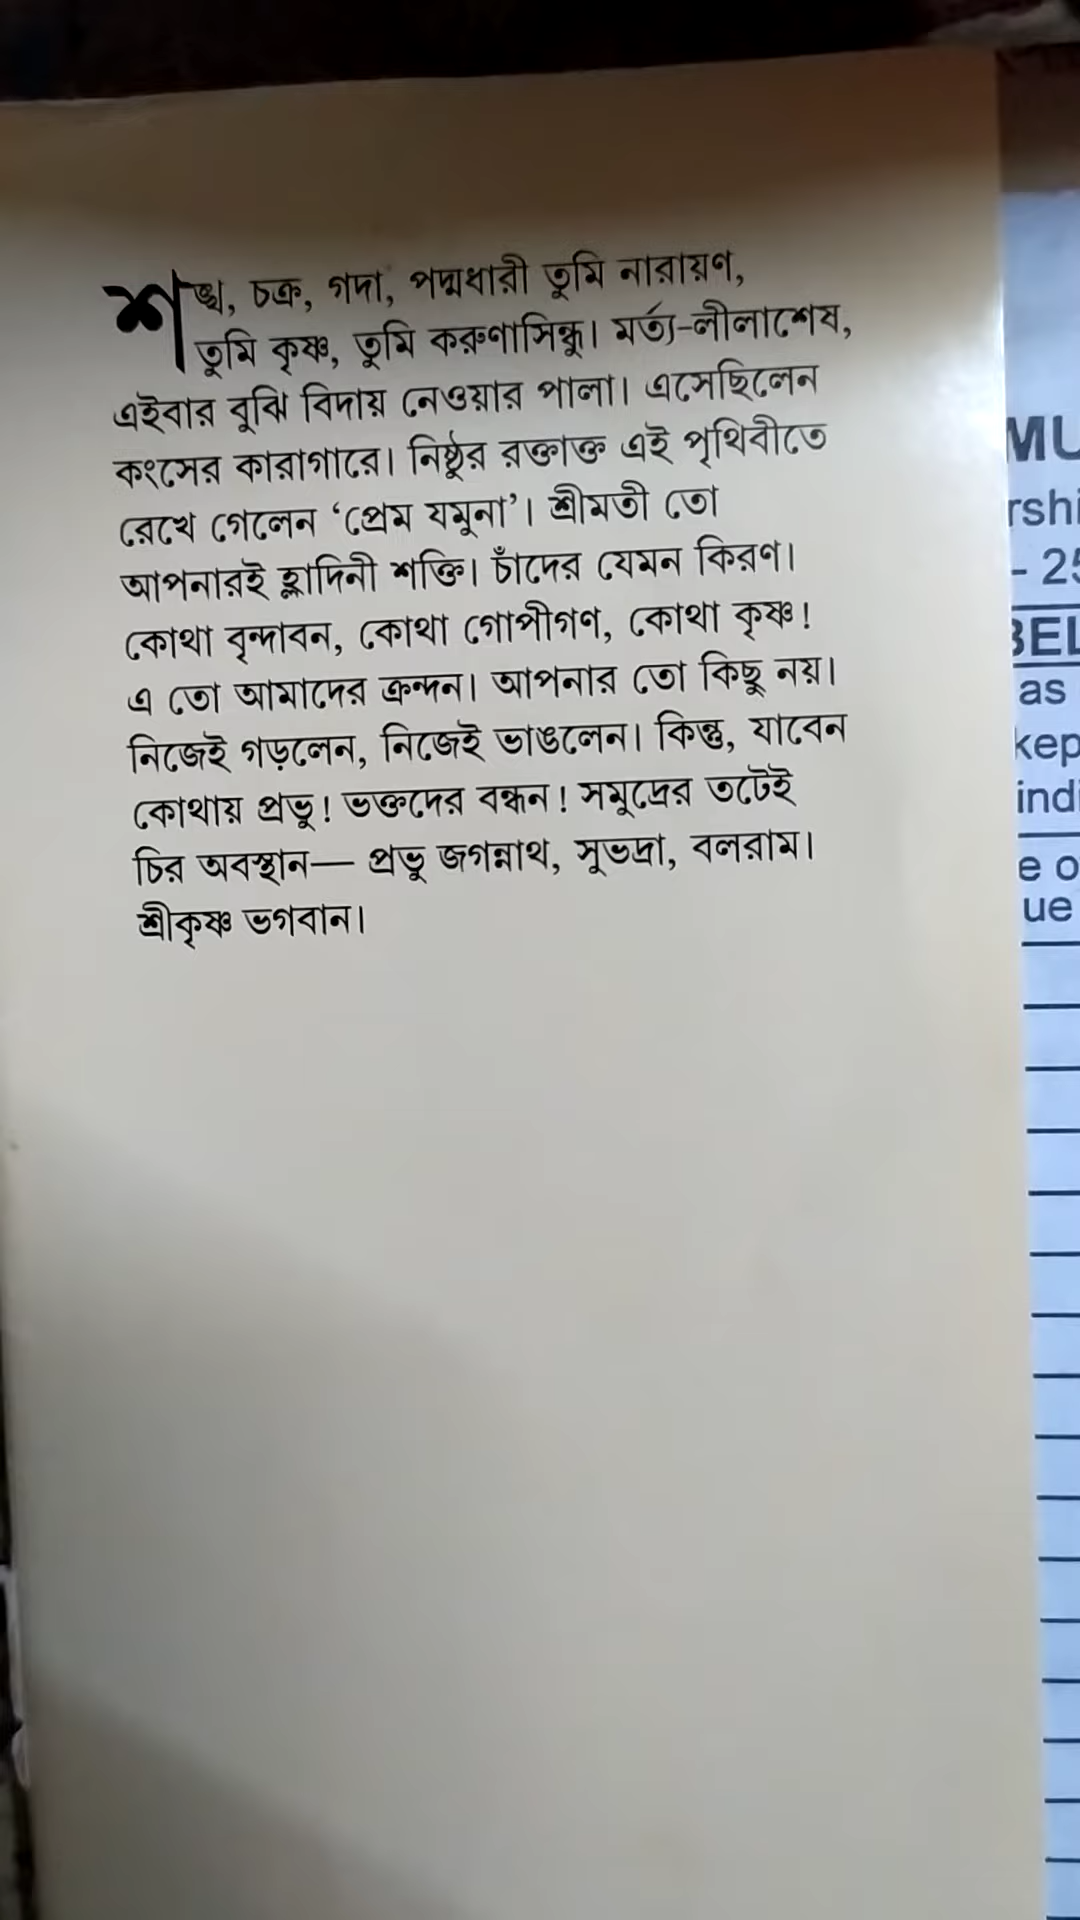 শঙ্খ, চক্র, গদা, পদ্মধারী তুমি নারায়ণ,
তুমি কৃষ্ণ, তুমি করুণাসিন্ধু। মর্ত্য-লীলাশেষ,
এইবার বুঝি বিদায় নেওয়ার পালা। এসেছিলেন
কংসের কারাগারে। নিষ্ঠুর রক্তাক্ত এই পৃথিবীতে
রেখে গেলেন ‘প্রেম যমুনা’। শ্রীমতী তো
আপনারই হ্লাদিনী শক্তি। চাঁদের যেমন কিরণ।
কোথা বৃন্দাবন, কোথা গোপীগণ, কোথা কৃষ্ণ!
এ তো আমাদের ক্রন্দন। আপনার তো কিছু নয়।
নিজেই গড়লেন, নিজেই ভাঙলেন। কিন্তু, যাবেন
কোথায় প্রভু! ভক্তদের বন্ধন! সমুদ্রের তটেই
চির অবস্থান— প্রভু জগন্নাথ, সুভদ্রা, বলরাম।
শ্রীকৃষ্ণ ভগবান।
MU
rshi
- 25
BEL
as
kep
indi
e o
ue